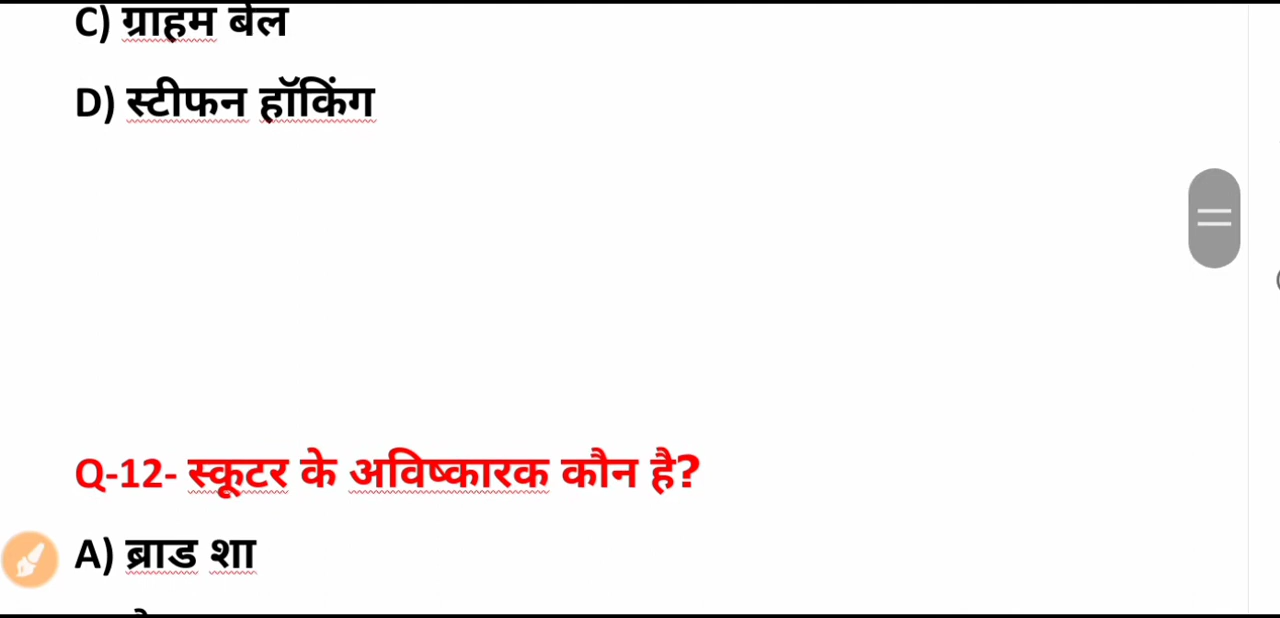 C) ग्राहम बेल
D) स्टीफन हॉकिंग
Q-12- स्कूटर के अविष्कारक कौन है?
A) ब्राड शा